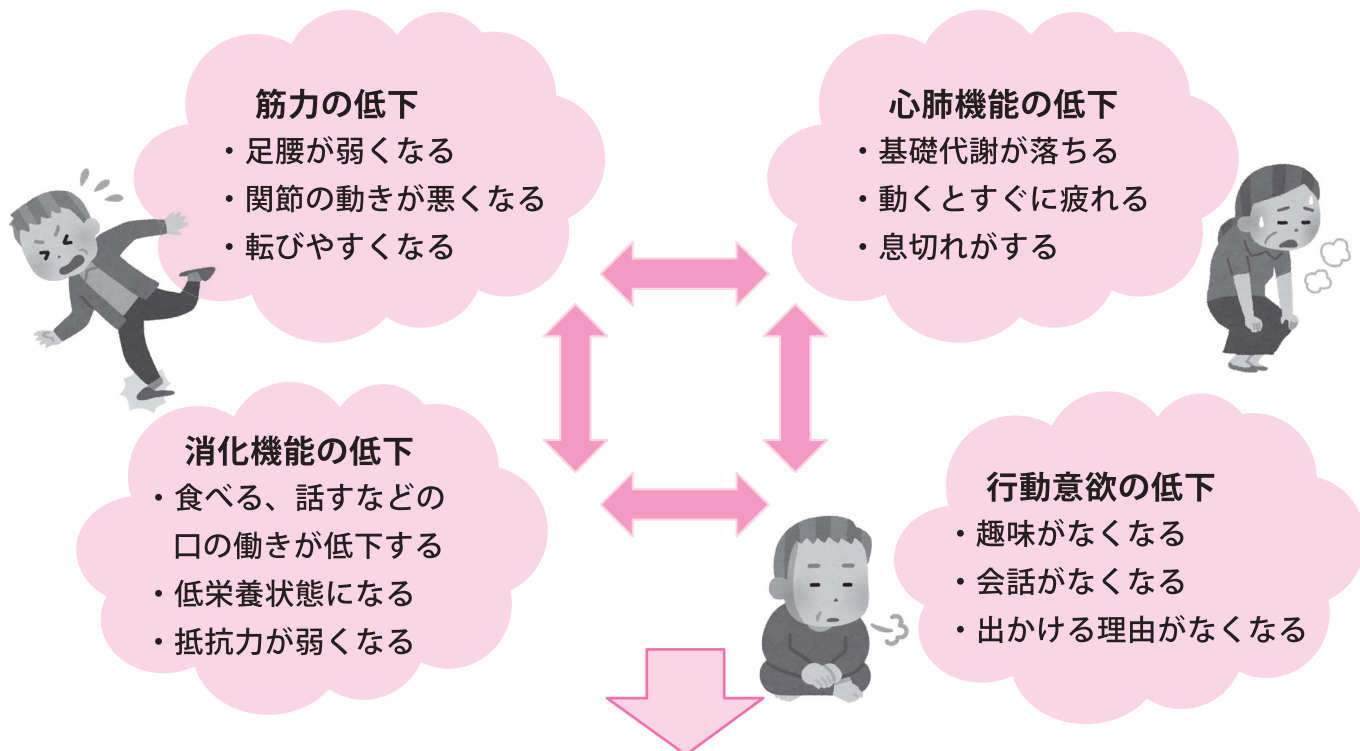 筋力の低下
・足腰が弱くなる
・関節の動きが悪くなる
・転びやすくなる
心肺機能の低下
・基礎代謝が落ちる
・動くとすぐに疲れる
・息切れがする
消化機能の低下
・食べる、話すなどの
口の働きが低下する
・低栄養状態になる
・抵抗力が弱くなる
行動意欲の低下
・趣味がなくなる
・会話がなくなる
・出かける理由がなくなる